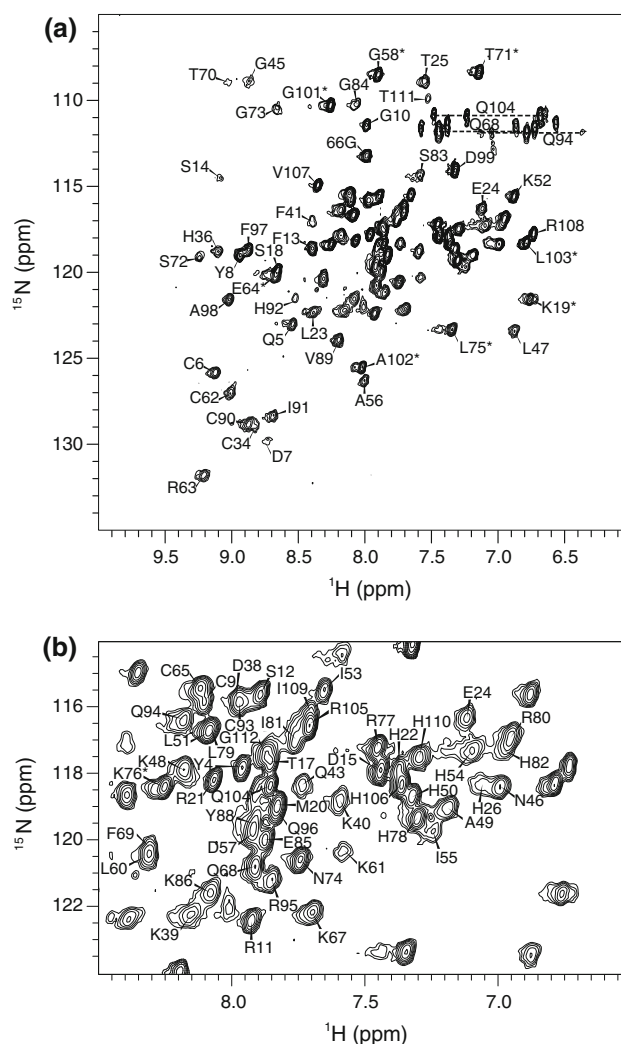 (a)
T70
G45
G58*
T25
T71*
G101*
G84
T111
Q104
G73
G10
Q68
66G
Q94
S14
S83
D99
V107
E24
K52
F41
H36
F97
F13
R108
S72
S18
L103*
Y8
E64*
A98
H92
K19*
L23
Q5
L75*
L47
V89
C6
A102*
C62
A56
C90
I91
C34
D7
R63
110
115
120
125
130
15N (ppm)
9.5 9.0 8.5 8.0 7.5 7.0 6.5
1H (ppm)
(b)
C65
C9
D38
S12
I53
I109
E24
Q94
C93
R105
R80
L51
G112
I81
R77
H22
H110
L79
K48
Y4
T17
D15
H82
K76*
Q43
H54
R21
Q104
H106
H50
H26
N46
M20
K40
Y88
H78
A49
F69
Q96
D57
E85
I55
L60
K61
Q68
N74
K86
R95
K39
R11
K67
116
118
120
122
15N (ppm)
8.0 7.5 7.0
1H (ppm)